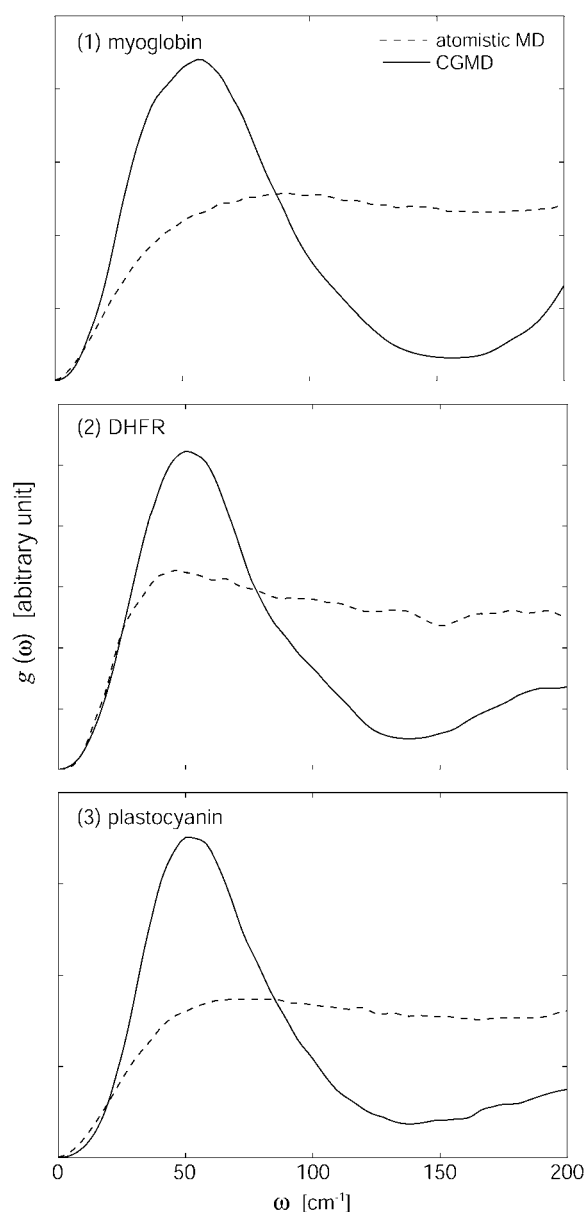 (1) myoglobin
atomistic MD
CGMD
(2) DHFR
g (ω) [abitrary unit]
(3) plastocyanin
0 50 100 150 200
ω [cm-1]